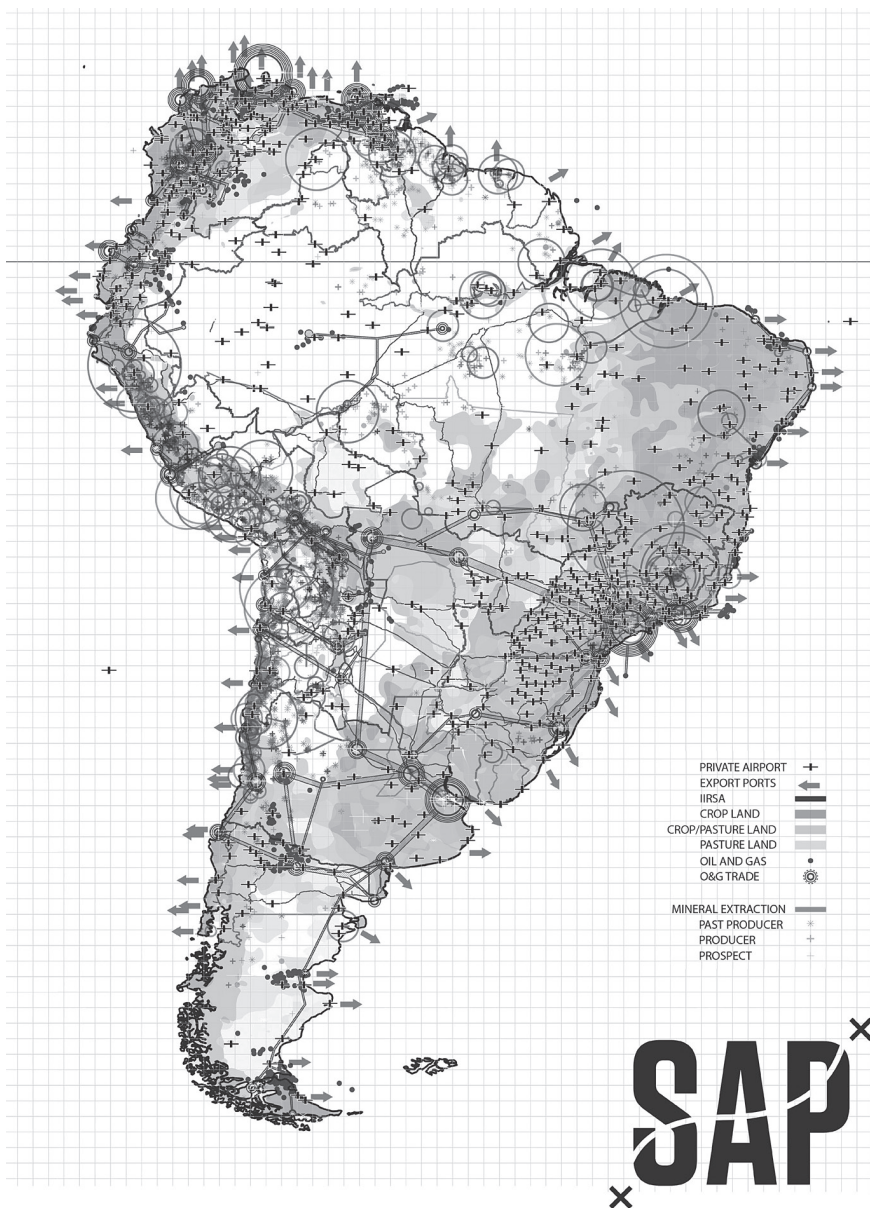 PRIVATE AIRPORT
EXPORT PORTS
IIRSA
CROP LAND
CROP/PASTURE LAND
PASTURE LAND
OIL AND GAS
O&G TRADE
MINERAL EXTRACTION
PAST PRODUCER
PRODUCER
PROSPECT
SAP